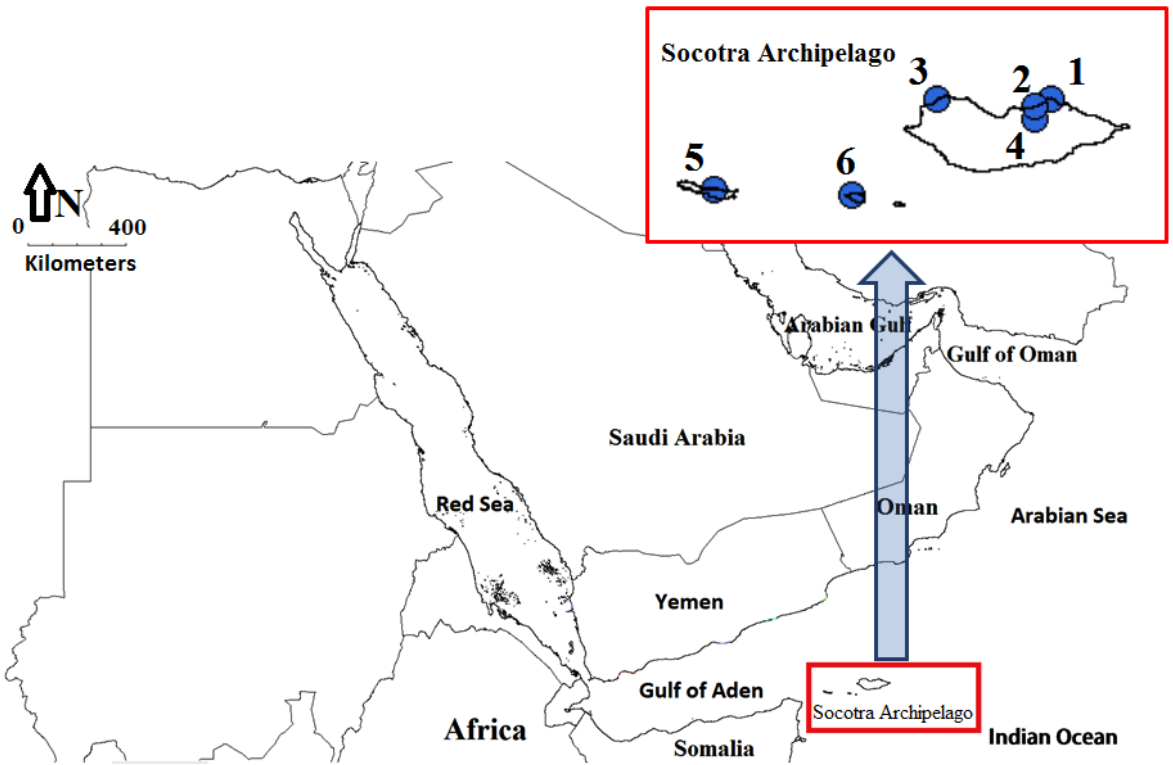 Socotra Archipelago
3
2
1
4
5
6
N
0
400
Kilometers
Arabian Gulf
Gulf of Oman
Saudi Arabia
Red Sea
Oman
Arabian Sea
Yemen
Gulf of Aden
Socotra Archipelago
Africa
Somalia
Indian Ocean